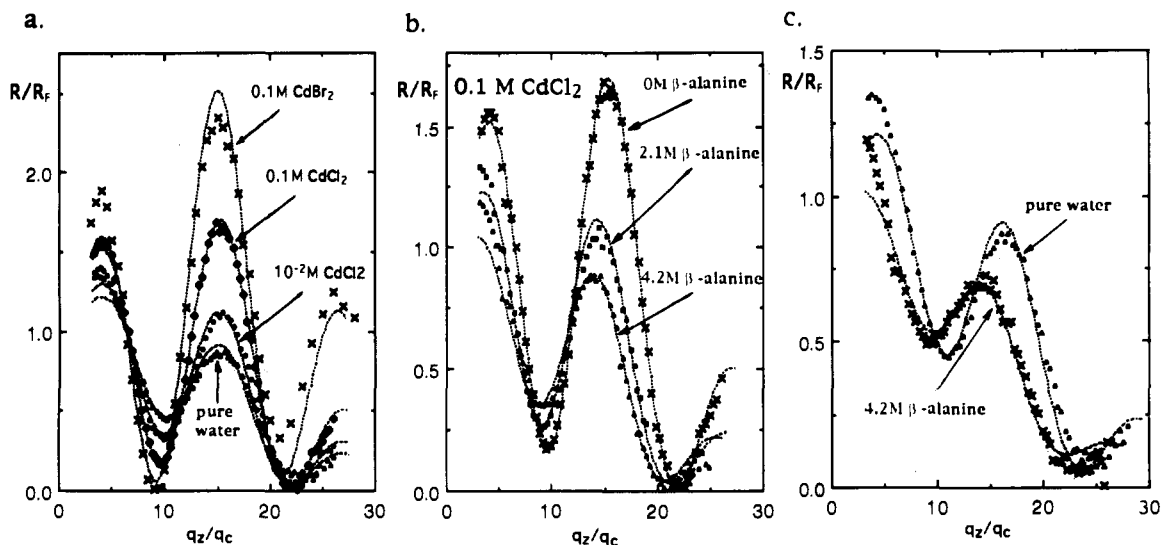 a.
R/R_F
2.0
1.0
0.0
0.1M CdBr₂
0.1M CdCl₂
10⁻²M CdCl2
pure
water
0
10
20
30
q_z/q_c
b.
R/R_F
1.5
1.0
0.5
0.0
0.1 M CdCl₂
0M β-alanine
2.1M β-alanine
4.2M β-alanine
0
10
20
30
q_z/q_c
c.
1.5
R/R_F
1.0
0.5
0.0
pure water
4.2M β-alanine
0
10
20
30
q_z/q_c